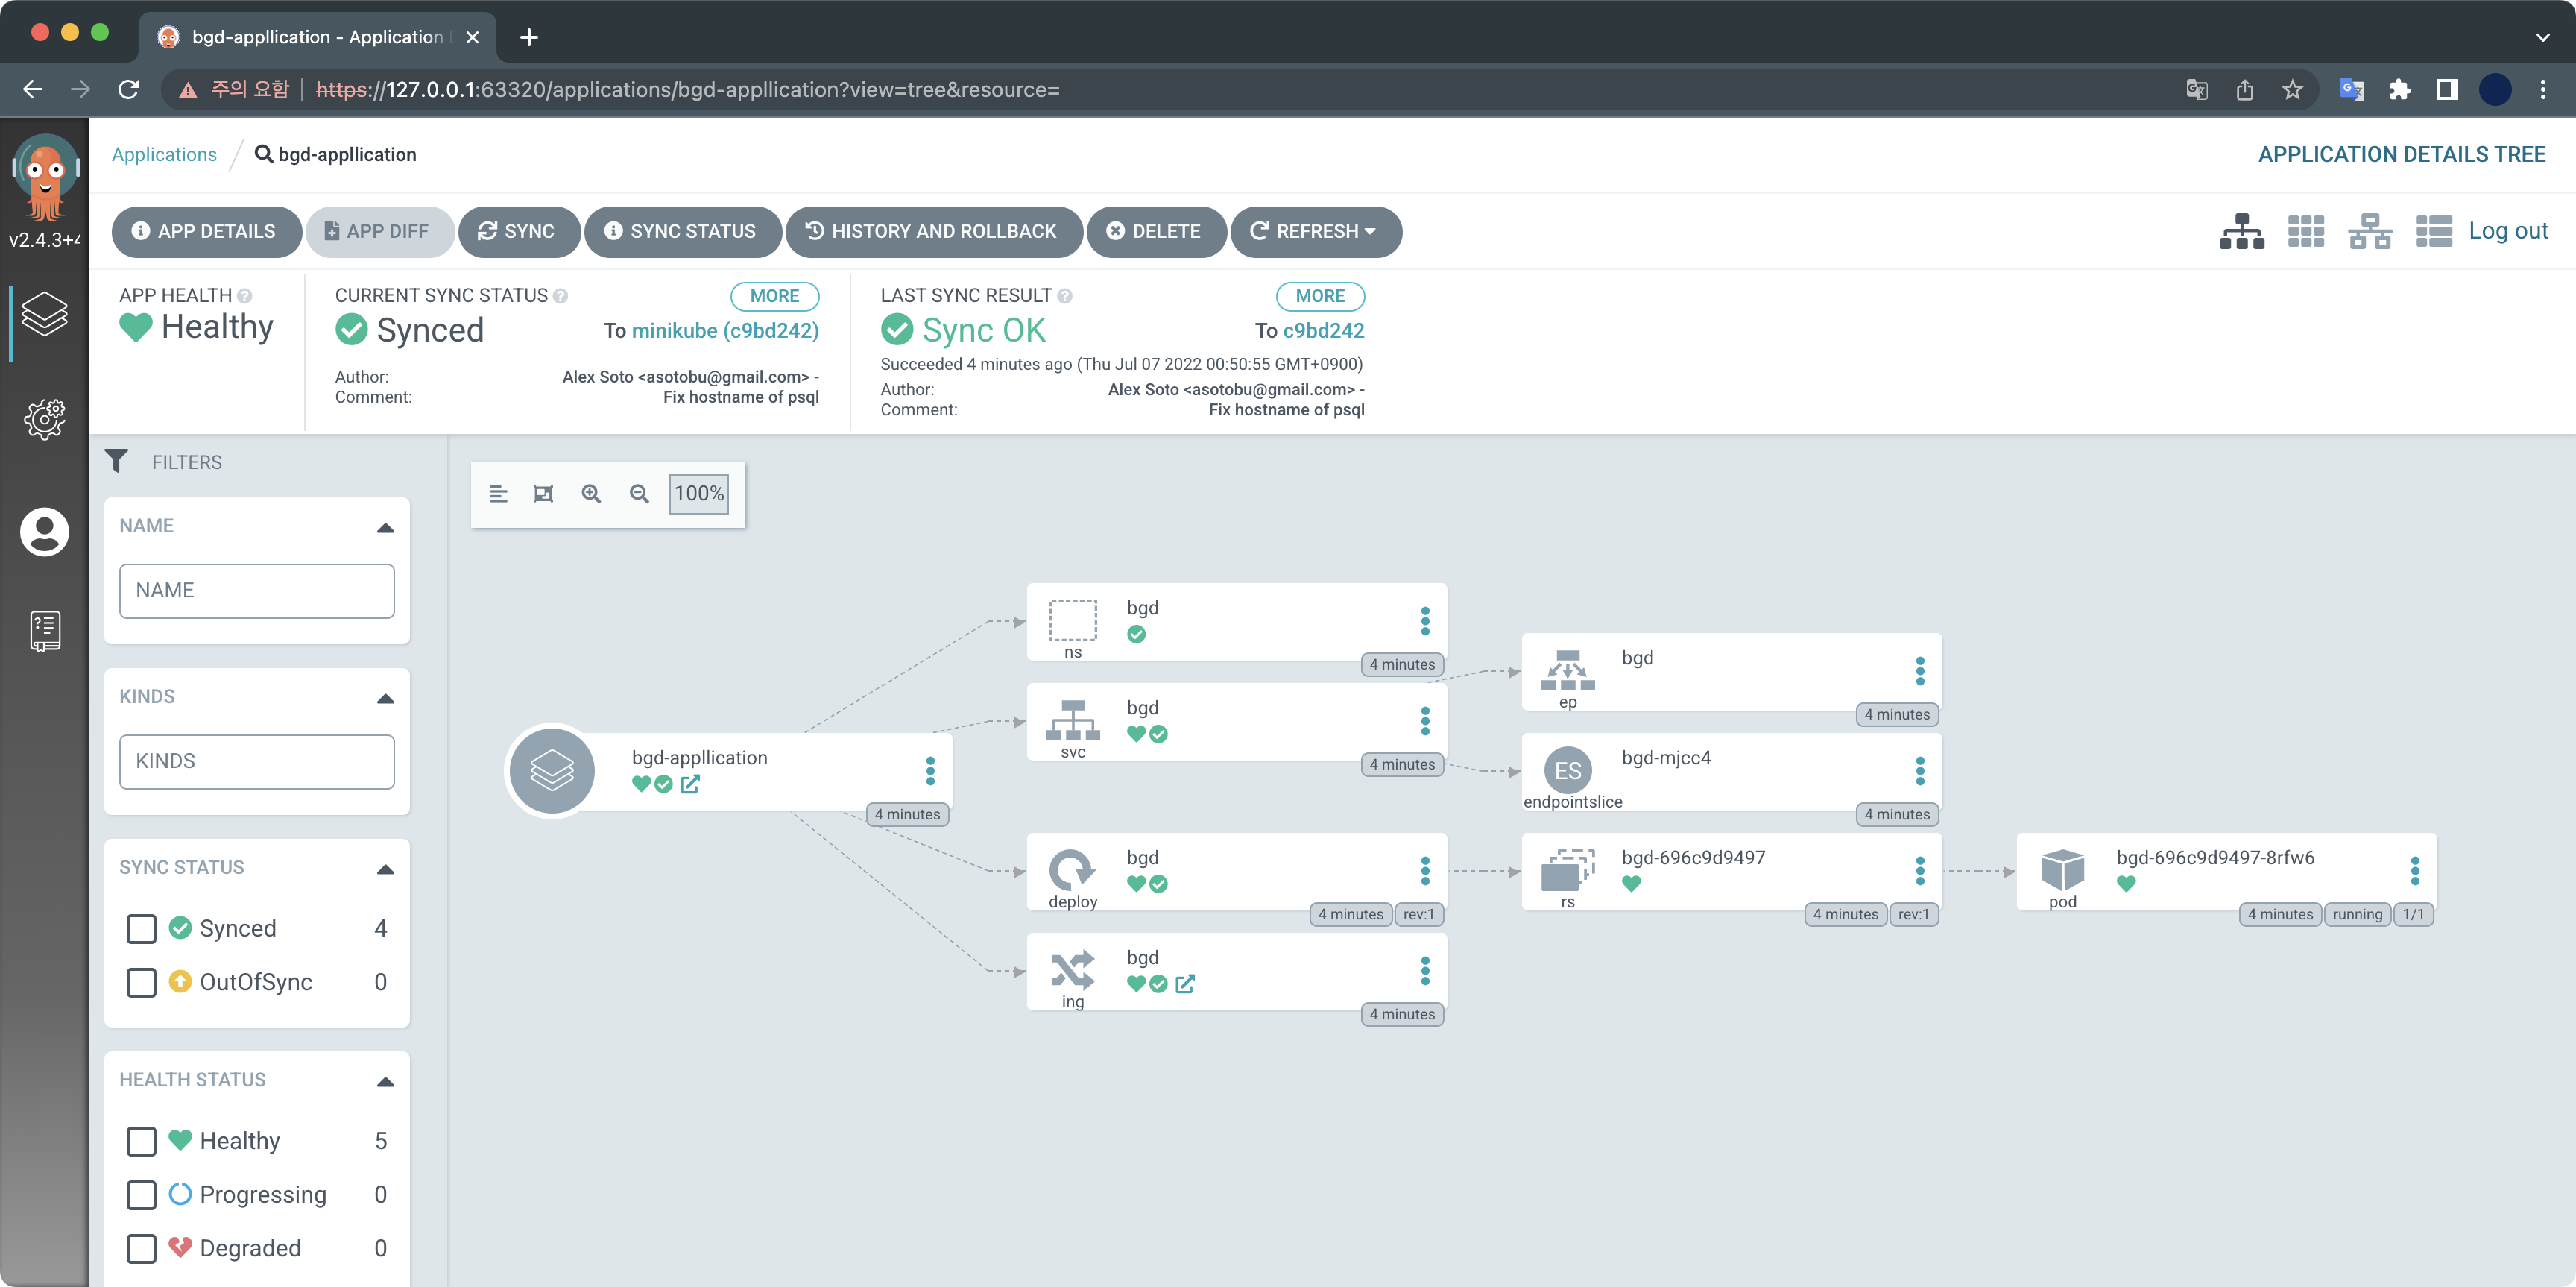 bgd-appllication - Application
주의 요함
https://127.0.0.1:63320/applications/bgd-appllication?view=tree&resource=
v2.4.3+4
Applications / bgd-appllication
APPLICATION DETAILS TREE
APP DETAILS
APP DIFF
SYNC
SYNC STATUS
HISTORY AND ROLLBACK
DELETE
REFRESH
Log out
APP HEALTH
Healthy
CURRENT SYNC STATUS
MORE
Synced
To minikube (c9bd242)
Author: Alex Soto <asotobu@gmail.com> -
Comment: Fix hostname of psql
LAST SYNC RESULT
MORE
Sync OK
To c9bd242
Succeeded 4 minutes ago (Thu Jul 07 2022 00:50:55 GMT+0900)
Author: Alex Soto <asotobu@gmail.com> -
Comment: Fix hostname of psql
FILTERS
NAME
NAME
KINDS
KINDS
SYNC STATUS
Synced 4
OutOfSync 0
HEALTH STATUS
Healthy 5
Progressing 0
Degraded 0
100%
bgd-appllication
4 minutes
bgd
ns
4 minutes
bgd
svc
4 minutes
bgd
deploy
4 minutes rev:1
bgd
ing
4 minutes
bgd
ep
4 minutes
ES
bgd-mjcc4
endpointslice
4 minutes
bgd-696c9d9497
rs
4 minutes rev:1
bgd-696c9d9497-8rfw6
pod
4 minutes running 1/1